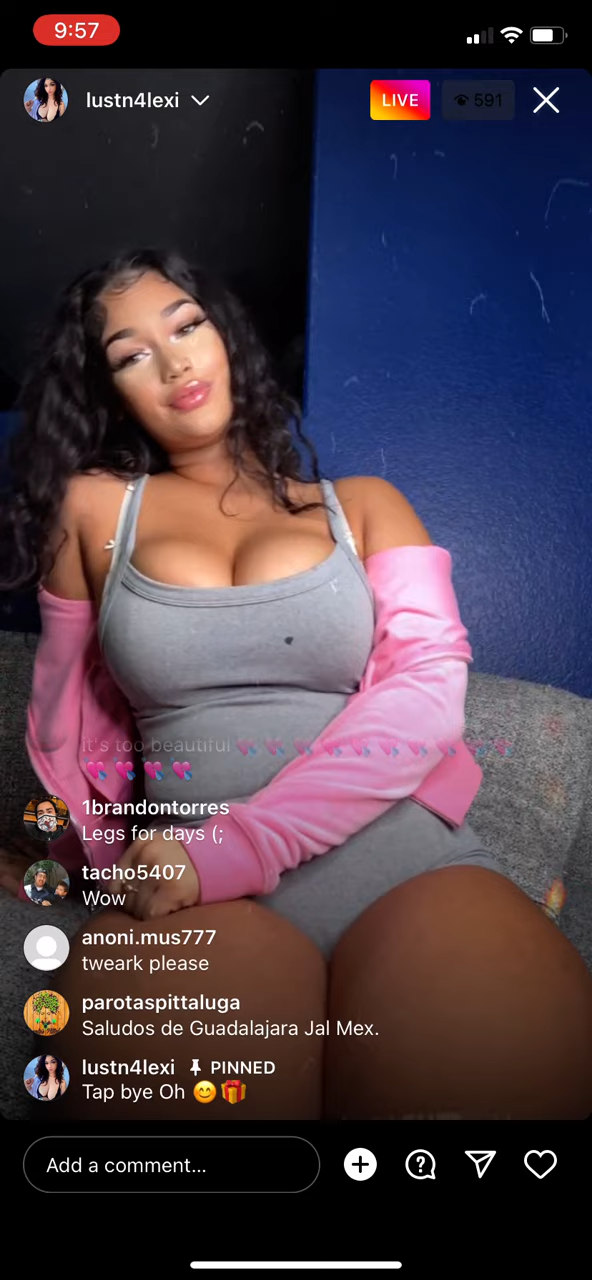 9:57
lustn4lexi
LIVE
591
it's too beautiful 💘 💘 💘 💘 💘 💘 💘 💘 💘 💘
💘 💘 💘 💘
1brandontorres
Legs for days (;
tacho5407
Wow
anoni.mus777
tweark please
parotaspittaluga
Saludos de Guadalajara Jal Mex.
lustn4lexi 📌 PINNED
Tap bye Oh 😊🎁
Add a comment...